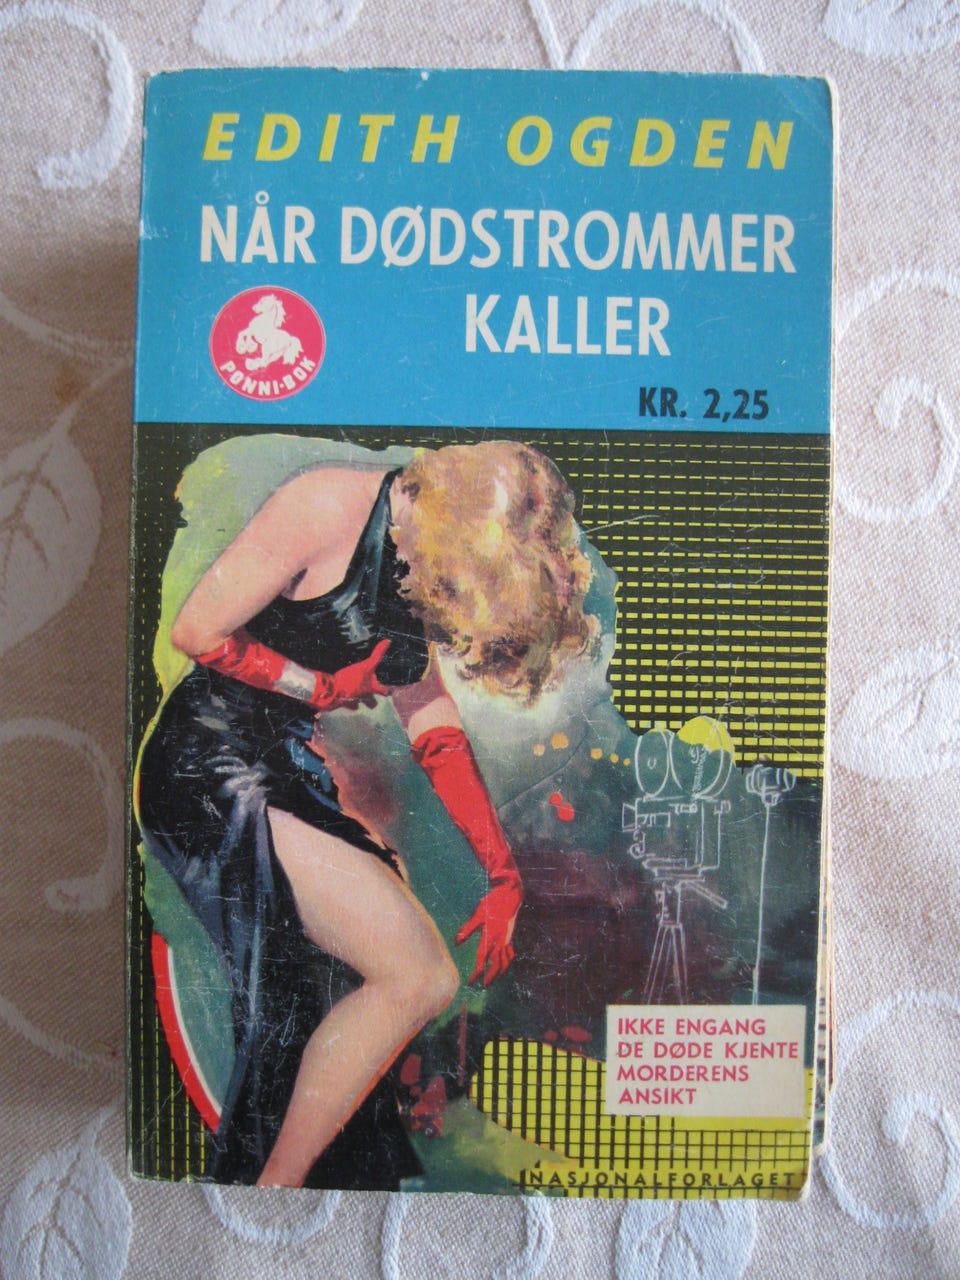 EDITH OGDEN
NÅR DØDSTROMMER
KALLER
PONNI-BOK
KR. 2,25
IKKE ENGANG
DE DØDE KJENTE
MORDERENS
ANSIKT
NASJONALFORLAGET